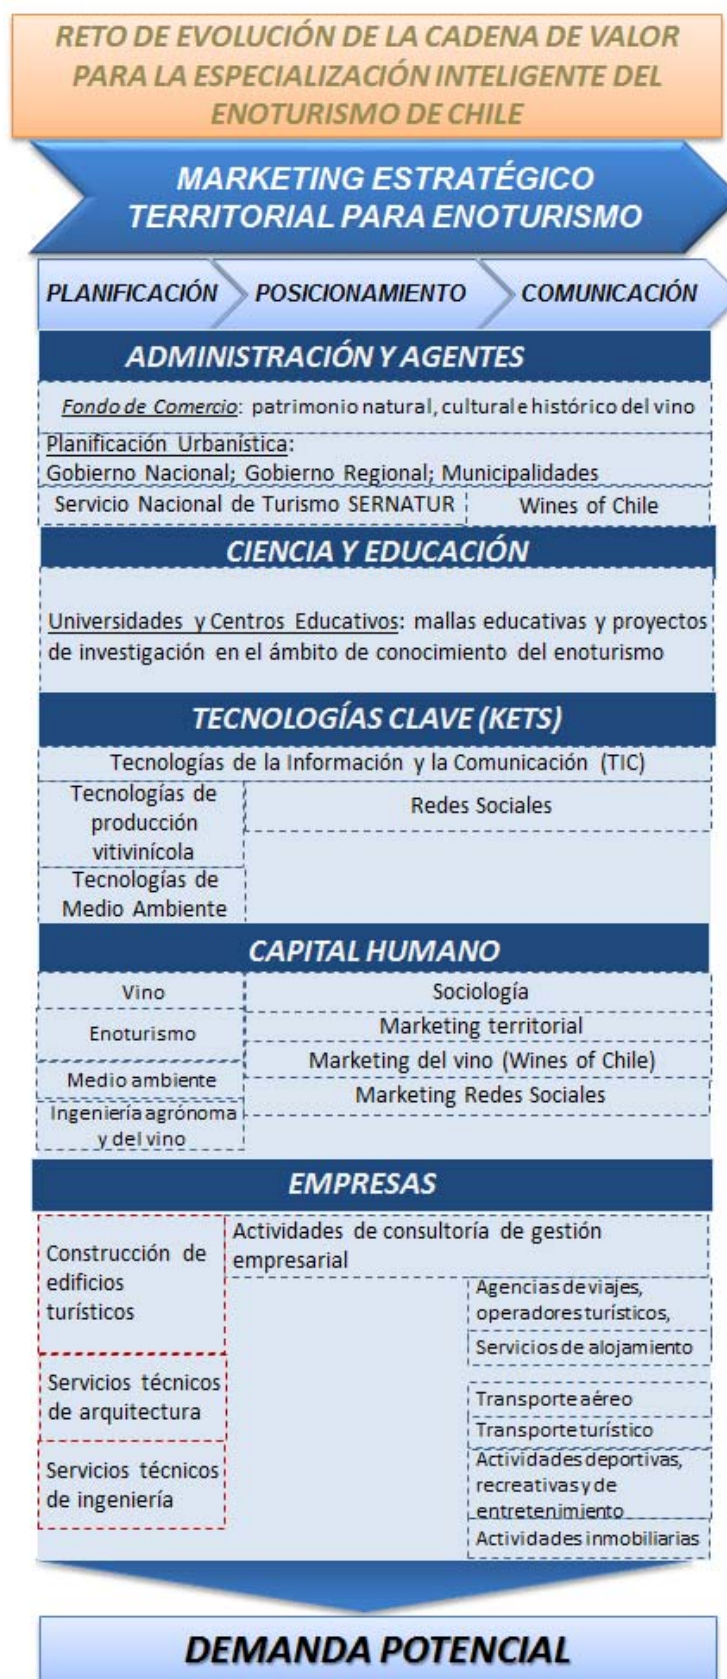 RETO DE EVOLUCIÓN DE LA CADENA DE VALOR
PARA LA ESPECIALIZACIÓN INTELIGENTE DEL
ENOTURISMO DE CHILE
MARKETING ESTRATÉGICO
TERRITORIAL PARA ENOTURISMO
PLANIFICACIÓN
POSICIONAMIENTO
COMUNICACIÓN
ADMINISTRACIÓN Y AGENTES
Fondo de Comercio: patrimonio natural, cultural e histórico del vino
Planificación Urbanística:
Gobierno Nacional; Gobierno Regional; Municipalidades
Servicio Nacional de Turismo SERNATUR
Wines of Chile
CIENCIA Y EDUCACIÓN
Universidades y Centros Educativos: mallas educativas y proyectos
de investigación en el ámbito de conocimiento del enoturismo
TECNOLOGÍAS CLAVE (KETS)
Tecnologías de la Información y la Comunicación (TIC)
Tecnologías de
producción
vitivinícola
Redes Sociales
Tecnologías de
Medio Ambiente
CAPITAL HUMANO
Vino
Enoturismo
Medio ambiente
Ingeniería agrónoma
y del vino
Sociología
Marketing territorial
Marketing del vino (Wines of Chile)
Marketing Redes Sociales
EMPRESAS
Construcción de
edificios
turísticos
Servicios técnicos
de arquitectura
Servicios técnicos
de ingeniería
Actividades de consultoría de gestión
empresarial
Agencias de viajes,
operadores turísticos,
Servicios de alojamiento
Transporte aéreo
Transporte turístico
Actividades deportivas,
recreativas y de
entretenimiento
Actividades inmobiliarias
DEMANDA POTENCIAL